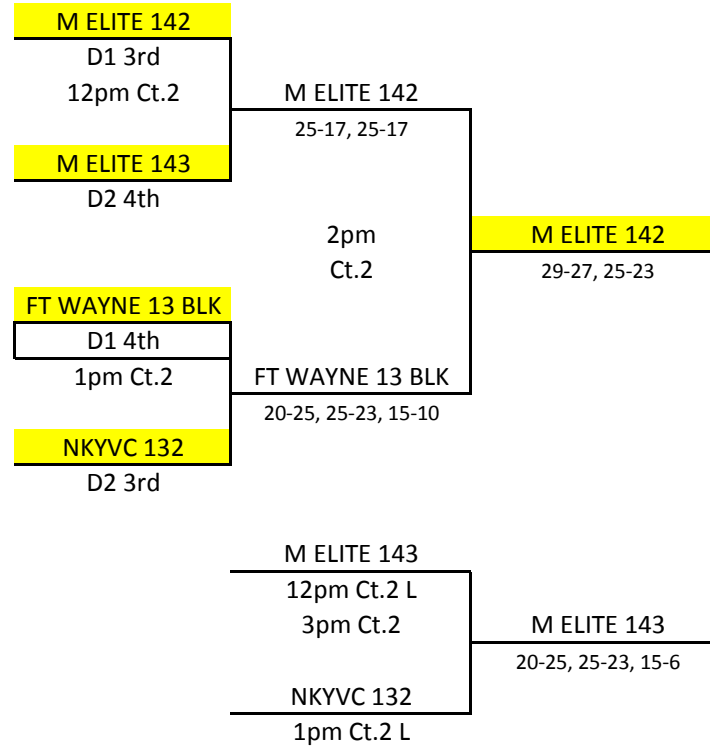 M ELITE 142
D1 3rd
12pm Ct.2
M ELITE 142
25-17, 25-17
M ELITE 143
D2 4th
2pm
Ct.2
M ELITE 142
29-27, 25-23
FT WAYNE 13 BLK
D1 4th
1pm Ct.2
FT WAYNE 13 BLK
20-25, 25-23, 15-10
NKYVC 132
D2 3rd
M ELITE 143
12pm Ct.2 L
3pm Ct.2
M ELITE 143
20-25, 25-23, 15-6
NKYVC 132
1pm Ct.2 L